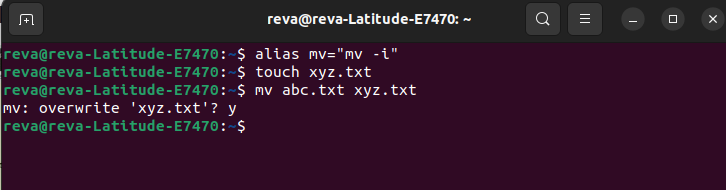 reva@reva-Latitude-E7470: ~
reva@reva-Latitude-E7470:~$ alias mv="mv -i"
reva@reva-Latitude-E7470:~$ touch xyz.txt
reva@reva-Latitude-E7470:~$ mv abc.txt xyz.txt
mv: overwrite 'xyz.txt'? y
reva@reva-Latitude-E7470:~$